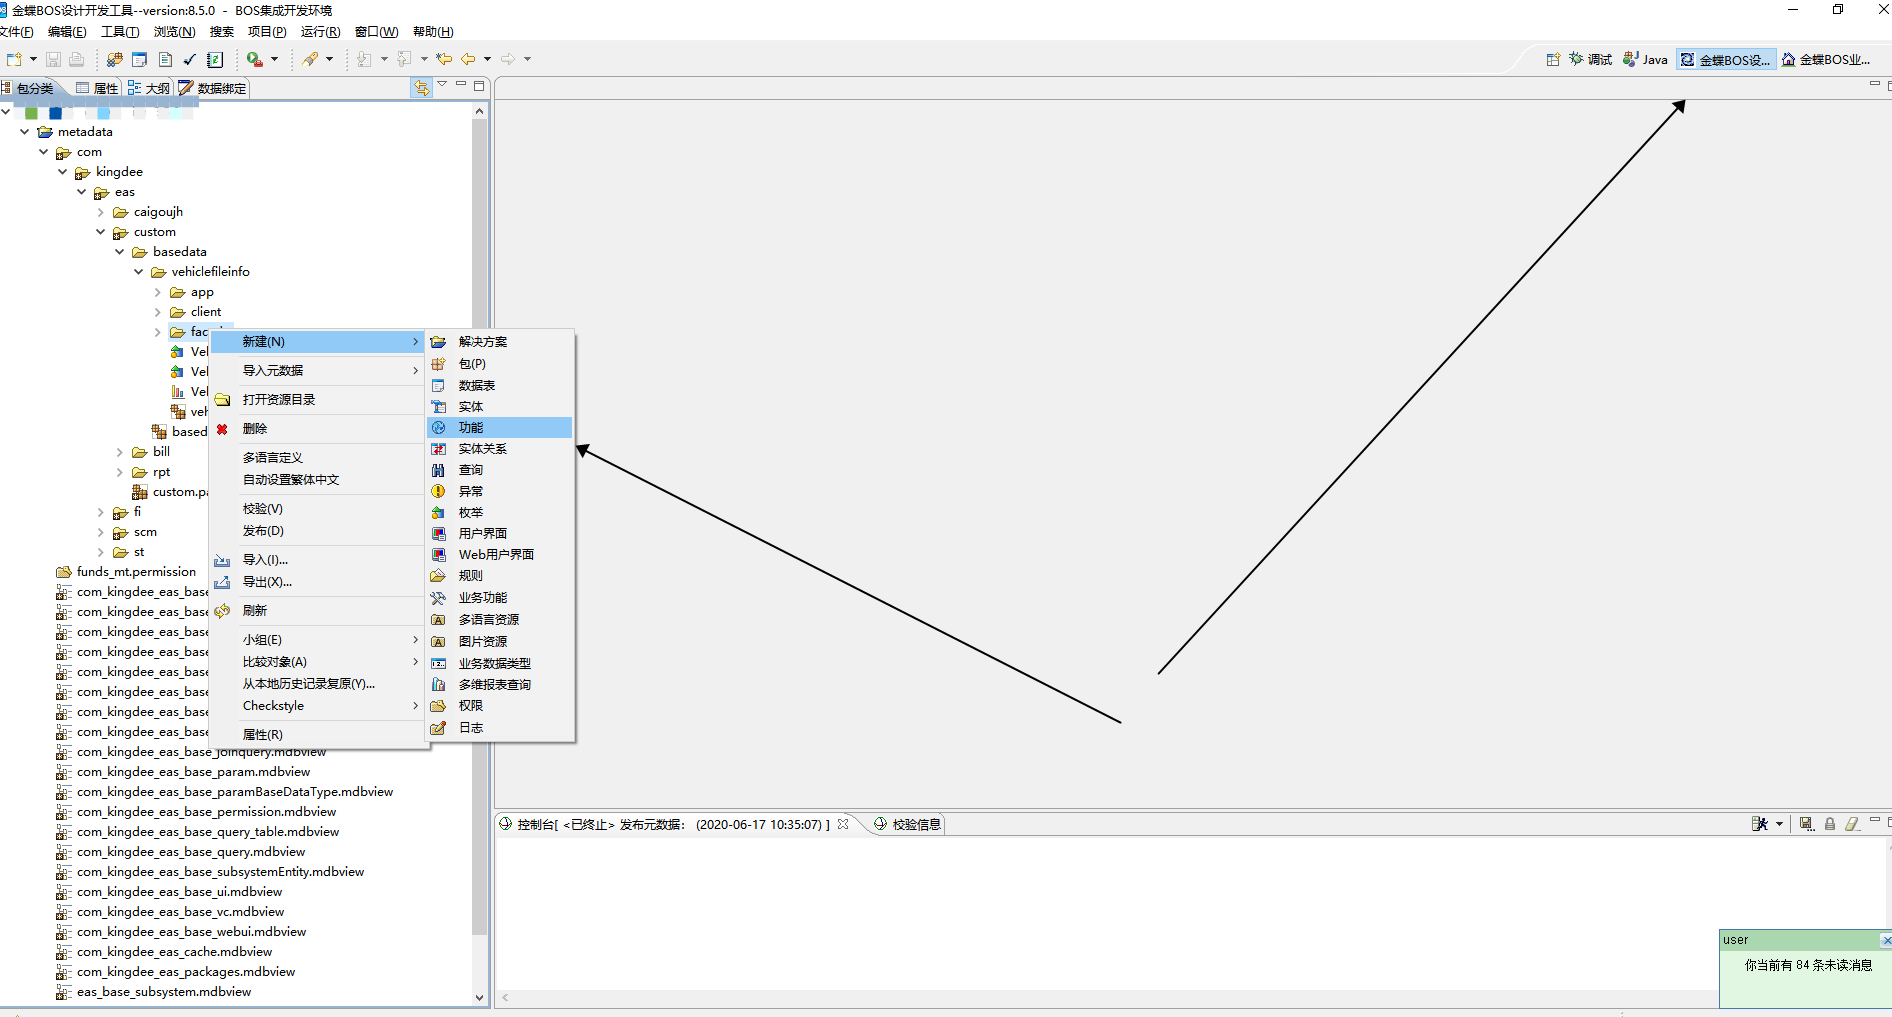 金蝶BOS设计开发工具--version:8.5.0 - BOS集成开发环境
文件(F) 编辑(E) 工具(T) 浏览(N) 搜索 项目(P) 运行(R) 窗口(W) 帮助(H)
调试 Java 金蝶BOS设... 金蝶BOS业...
包分类 属性 大纲 数据绑定
metadata
com
kingdee
eas
caigoujh
custom
basedata
vehiclefileinfo
app
client
fac
Vel
Vel
Vel
veh
based
bill
rpt
custom.pa
fi
scm
st
funds_mt.permission
com_kingdee_eas_base
com_kingdee_eas_base
com_kingdee_eas_base
com_kingdee_eas_base
com_kingdee_eas_base
com_kingdee_eas_base
com_kingdee_eas_base
com_kingdee_eas_base
com_kingdee_eas_base_joinquery.mdbview
com_kingdee_eas_base_param.mdbview
com_kingdee_eas_base_paramBaseDataType.mdbview
com_kingdee_eas_base_permission.mdbview
com_kingdee_eas_base_query_table.mdbview
com_kingdee_eas_base_query.mdbview
com_kingdee_eas_base_subsystemEntity.mdbview
com_kingdee_eas_base_ui.mdbview
com_kingdee_eas_base_vc.mdbview
com_kingdee_eas_base_webui.mdbview
com_kingdee_eas_cache.mdbview
com_kingdee_eas_packages.mdbview
eas_base_subsystem.mdbview
新建(N)
导入元数据
打开资源目录
删除
多语言定义
自动设置繁体中文
校验(V)
发布(D)
导入(I)...
导出(X)...
刷新
小组(E)
比较对象(A)
从本地历史记录复原(Y)...
Checkstyle
属性(R)
解决方案
包(P)
数据表
实体
功能
实体关系
查询
异常
枚举
用户界面
Web用户界面
规则
业务功能
多语言资源
图片资源
业务数据类型
多维报表查询
权限
日志
控制台[ <已终止> 发布元数据: (2020-06-17 10:35:07) ] 校验信息
user
你当前有 84 条未读消息